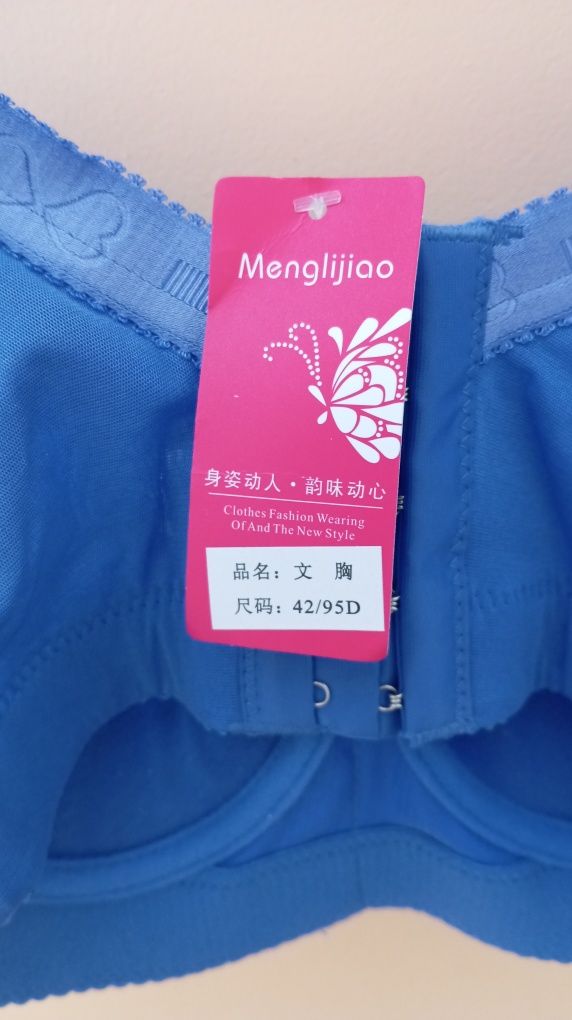 Menglijiao
身姿动人·韵味动心
Clothes Fashion Wearing
Of And The New Style
品名：文 胸
尺码：42/95D